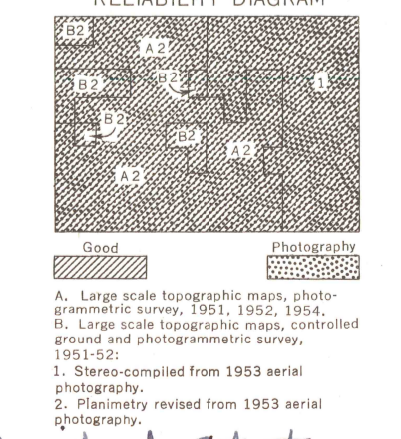 RELIABILITY DIAGRAM
B2
A2
B2
B2
1
B2
B2
A2
A2
Good
Photography
A. Large scale topographic maps, photo-
grammetric survey, 1951, 1952, 1954.
B. Large scale topographic maps, controlled
ground and photogrammetric survey,
1951-52:
1. Stereo-compiled from 1953 aerial
photography.
2. Planimetry revised from 1953 aerial
photography.